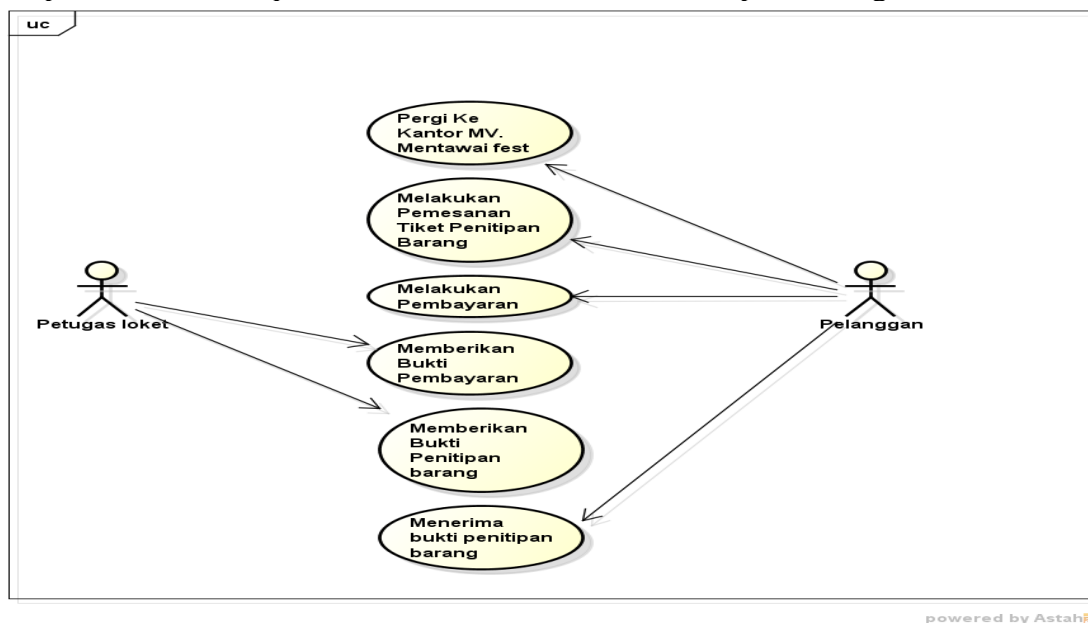 uc
Pergi Ke
Kantor MV.
Mentawai fest
Melakukan
Pemesanan
Tiket Penitipan
Barang
Melakukan
Pembayaran
Petugas loket
Pelanggan
Memberikan
Bukti
Pembayaran
Memberikan
Bukti
Penitipan
barang
Menerima
bukti penitipan
barang
powered by Astah